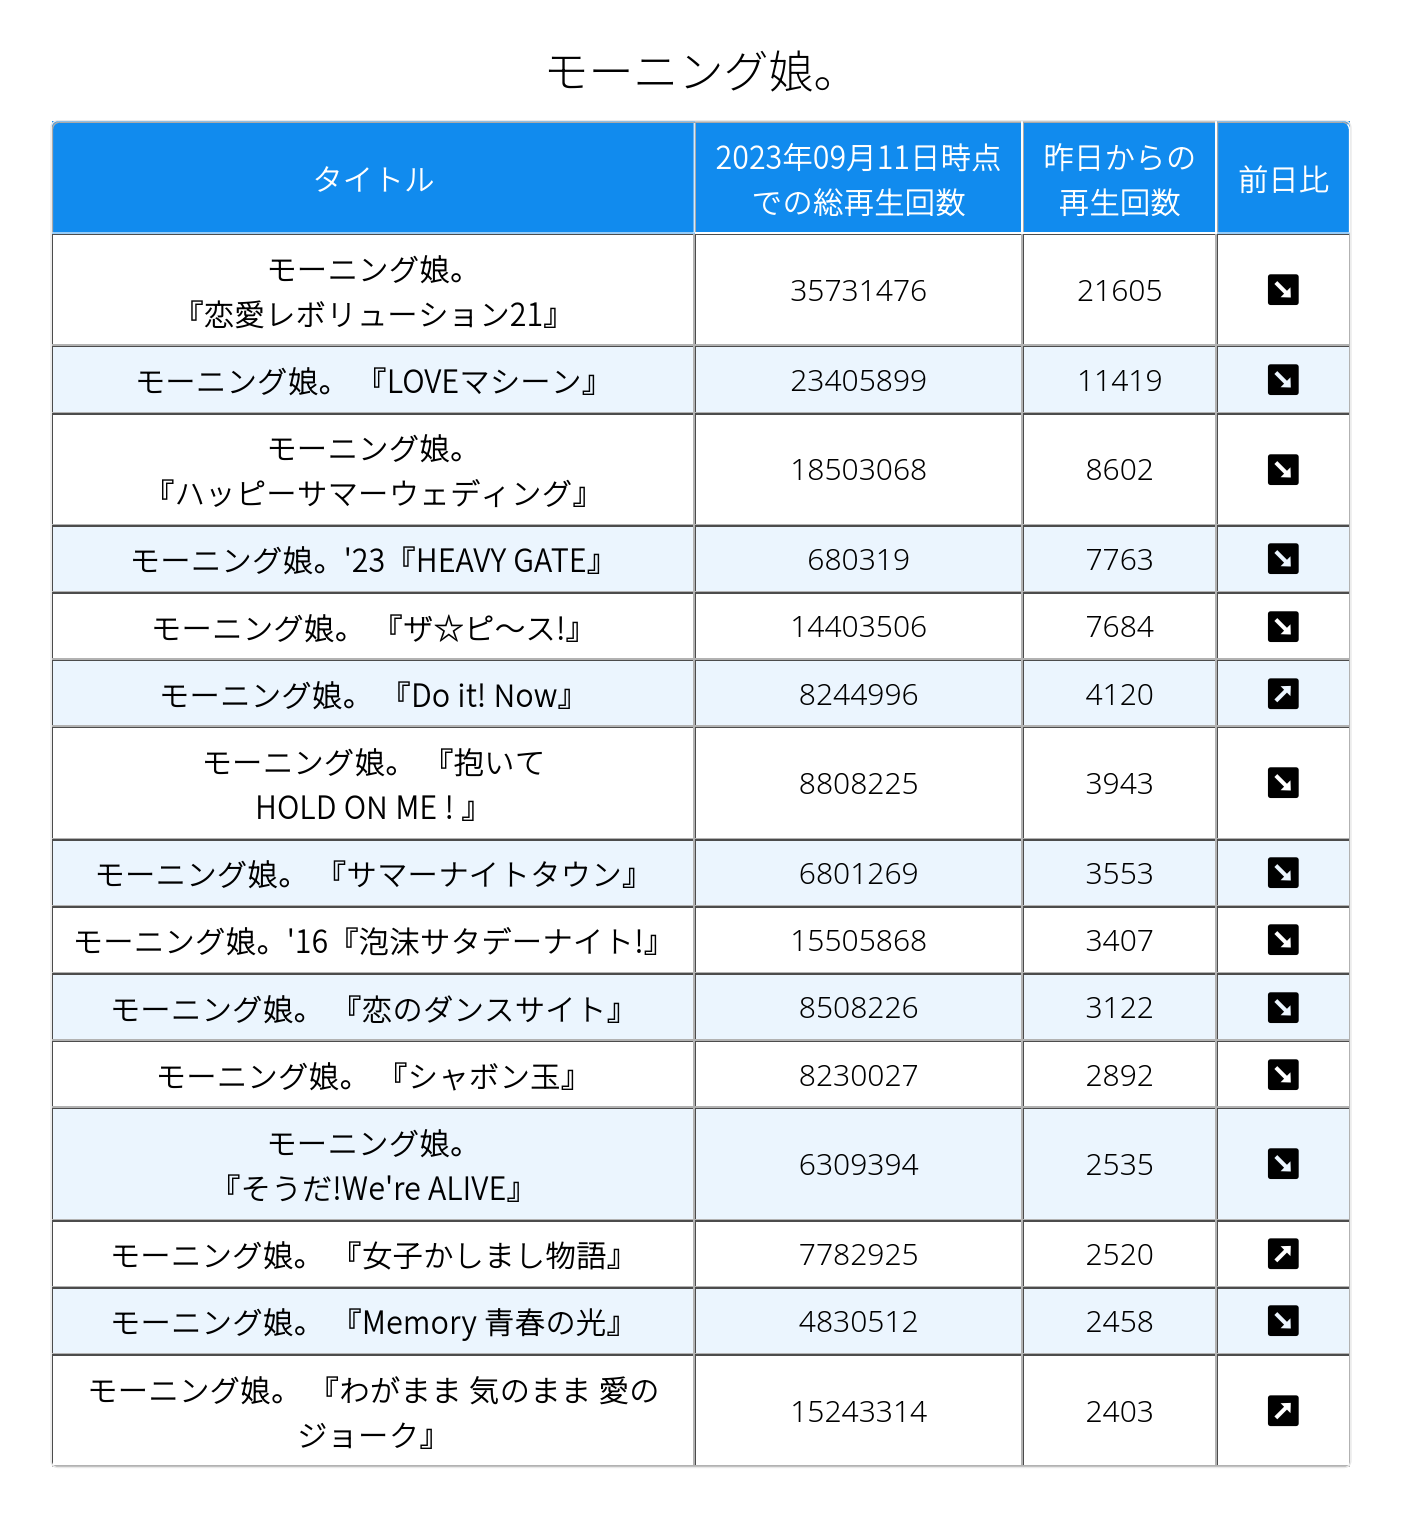 モーニング娘。
タイトル
2023年09月11日時点
での総再生回数
昨日からの
再生回数
前日比
モーニング娘。
『恋愛レボリューション21』
35731476
21605
モーニング娘。 『LOVEマシーン』
23405899
11419
モーニング娘。
『ハッピーサマーウェディング』
18503068
8602
モーニング娘。'23『HEAVY GATE』
680319
7763
モーニング娘。 『ザ☆ピ〜ス!』
14403506
7684
モーニング娘。 『Do it! Now』
8244996
4120
モーニング娘。 『抱いて
HOLD ON ME ! 』
8808225
3943
モーニング娘。 『サマーナイトタウン』
6801269
3553
モーニング娘。'16『泡沫サタデーナイト!』
15505868
3407
モーニング娘。 『恋のダンスサイト』
8508226
3122
モーニング娘。 『シャボン玉』
8230027
2892
モーニング娘。
『そうだ!We're ALIVE』
6309394
2535
モーニング娘。 『女子かしまし物語』
7782925
2520
モーニング娘。 『Memory 青春の光』
4830512
2458
モーニング娘。 『わがまま 気のまま 愛の
ジョーク』
15243314
2403